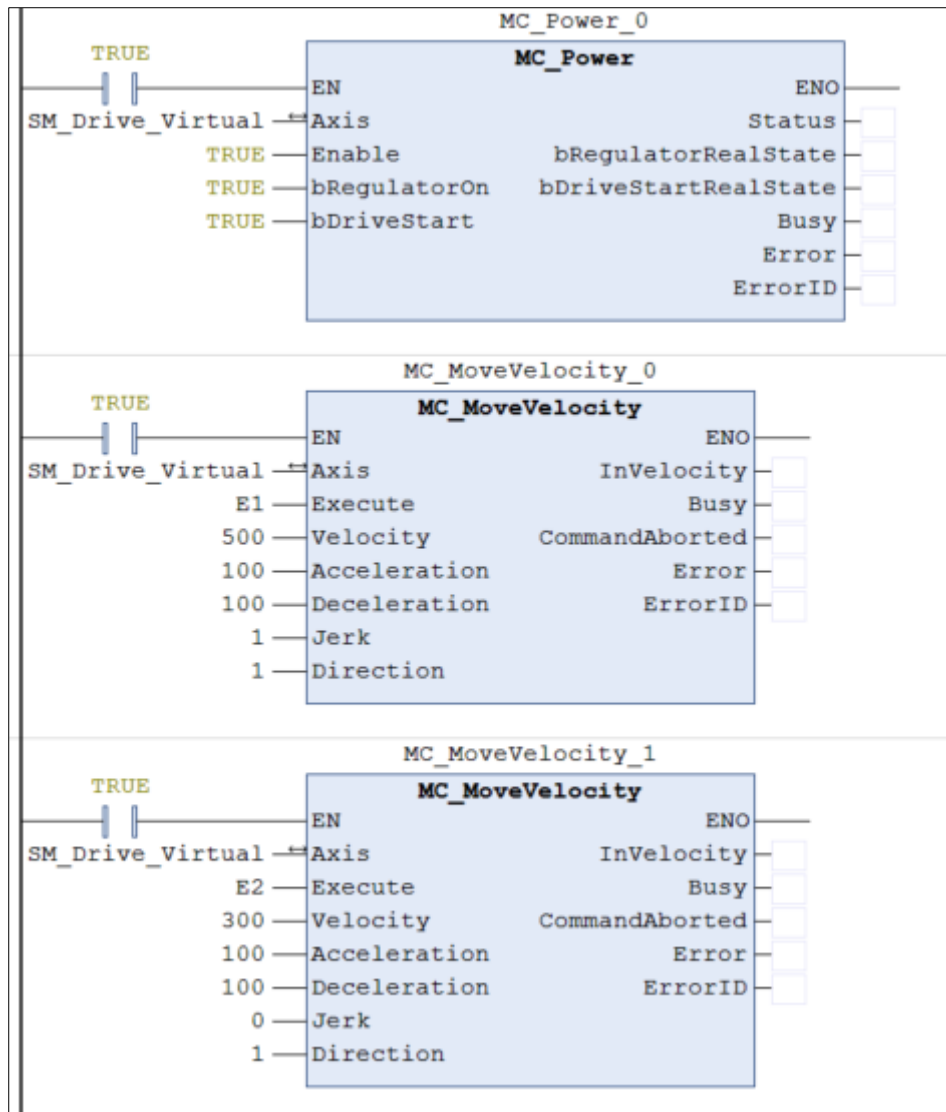 MC_Power_0
TRUE MC_Power
EN ENO
SM_Drive_Virtual Axis Status
TRUE Enable bRegulatorRealState
TRUE bRegulatorOn bDriveStartRealState
TRUE bDriveStart Busy
Error
ErrorID
MC_MoveVelocity_0
TRUE MC_MoveVelocity
EN ENO
SM_Drive_Virtual Axis InVelocity
E1 Execute Busy
500 Velocity CommandAborted
100 Acceleration Error
100 Deceleration ErrorID
1 Jerk
1 Direction
MC_MoveVelocity_1
TRUE MC_MoveVelocity
EN ENO
SM_Drive_Virtual Axis InVelocity
E2 Execute Busy
300 Velocity CommandAborted
100 Acceleration Error
100 Deceleration ErrorID
0 Jerk
1 Direction